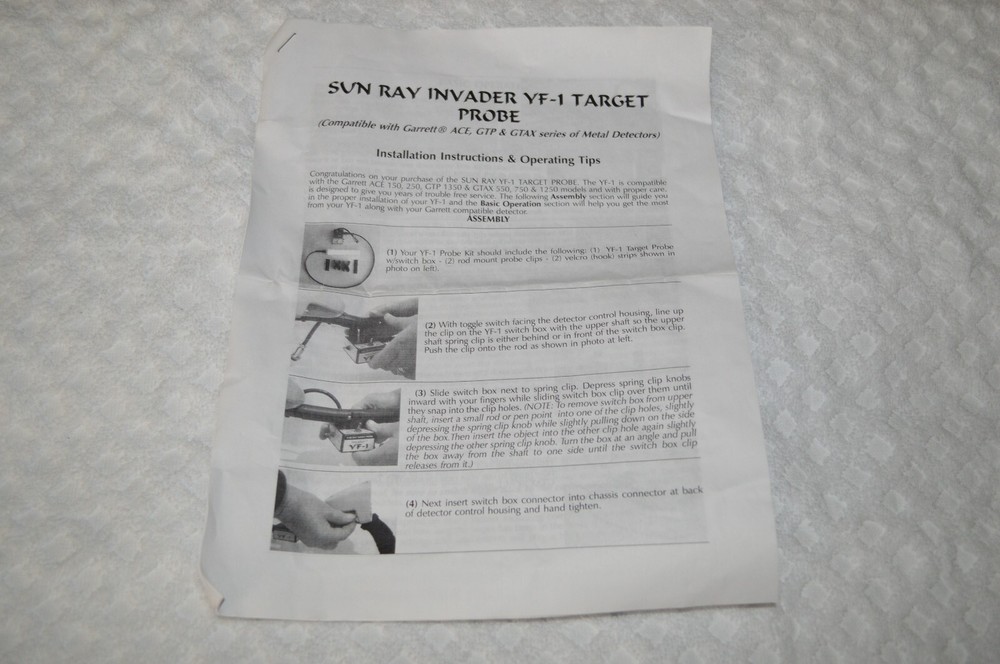 SUN RAY INVADER YF-1 TARGET
PROBE
(Compatible with Garrett® ACE, GTP & GTAX series of Metal Detectors)
Installation Instructions & Operating Tips
Congratulations on your purchase of the SUN RAY YF-1 TARGET PROBE. The YF-1 is compatible
with the Garrett ACE 150, 250, GTP 1350 & GTAX 550, 750 & 1250 models and with proper care,
is designed to give you years of trouble free service. The following Assembly section will guide you
in the proper installation of your YF-1 and the Basic Operation section will help you get the most
from your YF-1 along with your Garrett compatible detector.
ASSEMBLY
(1) Your YF-1 Probe Kit should include the following: (1) YF-1 Target Probe
w/switch box - (2) rod mount probe clips - (2) velcro (hook) strips shown in
photo on left).
(2) With toggle switch facing the detector control housing, line up
the clip on the YF-1 switch box with the upper shaft so the upper
shaft spring clip is either behind or in front of the switch box clip.
Push the clip onto the rod as shown in photo at left.
(3) Slide switch box next to spring clip. Depress spring clip knobs
inward with your fingers while sliding switch box clip over them until
they snap into the clip holes. (NOTE: To remove switch box from upper
shaft, insert a small rod or pen point into one of the clip holes, slightly
depressing the spring clip knob while slightly pulling down on the side
of the box.Then insert the object into the other clip hole again slightly
depressing the other spring clip knob. Turn the box at an angle and pull
the box away from the shaft to one side until the switch box clip
releases from it.)
YF-1
(4) Next insert switch box connector into chassis connector at back
of detector control housing and hand tighten.